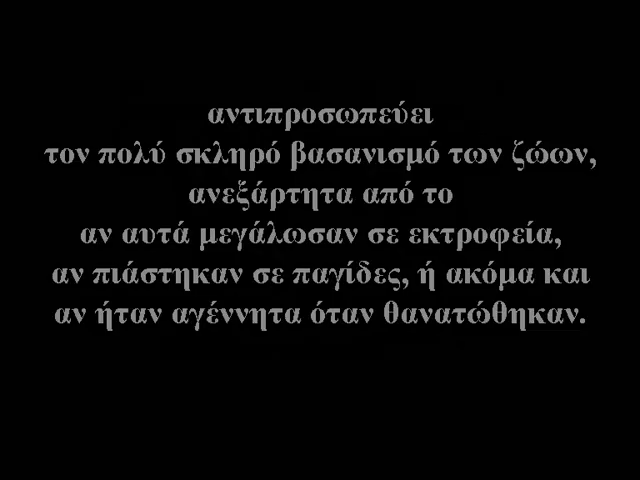 αντιπροσωπεύει
τον πολύ σκληρό βασανισμό των ζώων,
ανεξάρτητα από το
αν αυτά μεγάλωσαν σε εκτροφεία,
αν πιάστηκαν σε παγίδες, ή ακόμα και
αν ήταν αγέννητα όταν θανατώθηκαν.